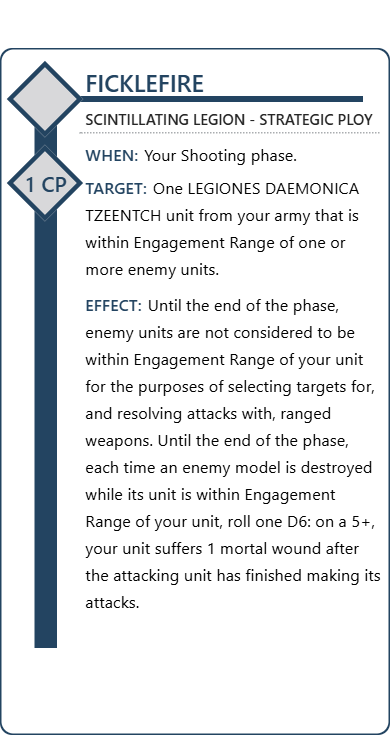 FICKLEFIRE
SCINTILLATING LEGION - STRATEGIC PLOY
WHEN: Your Shooting phase.
1 CP
TARGET: One LEGIONES DAEMONICA
TZEENTCH unit from your army that is
within Engagement Range of one or
more enemy units.
EFFECT: Until the end of the phase,
enemy units are not considered to be
within Engagement Range of your unit
for the purposes of selecting targets for,
and resolving attacks with, ranged
weapons. Until the end of the phase,
each time an enemy model is destroyed
while its unit is within Engagement
Range of your unit, roll one D6: on a 5+,
your unit suffers 1 mortal wound after
the attacking unit has finished making its
attacks.